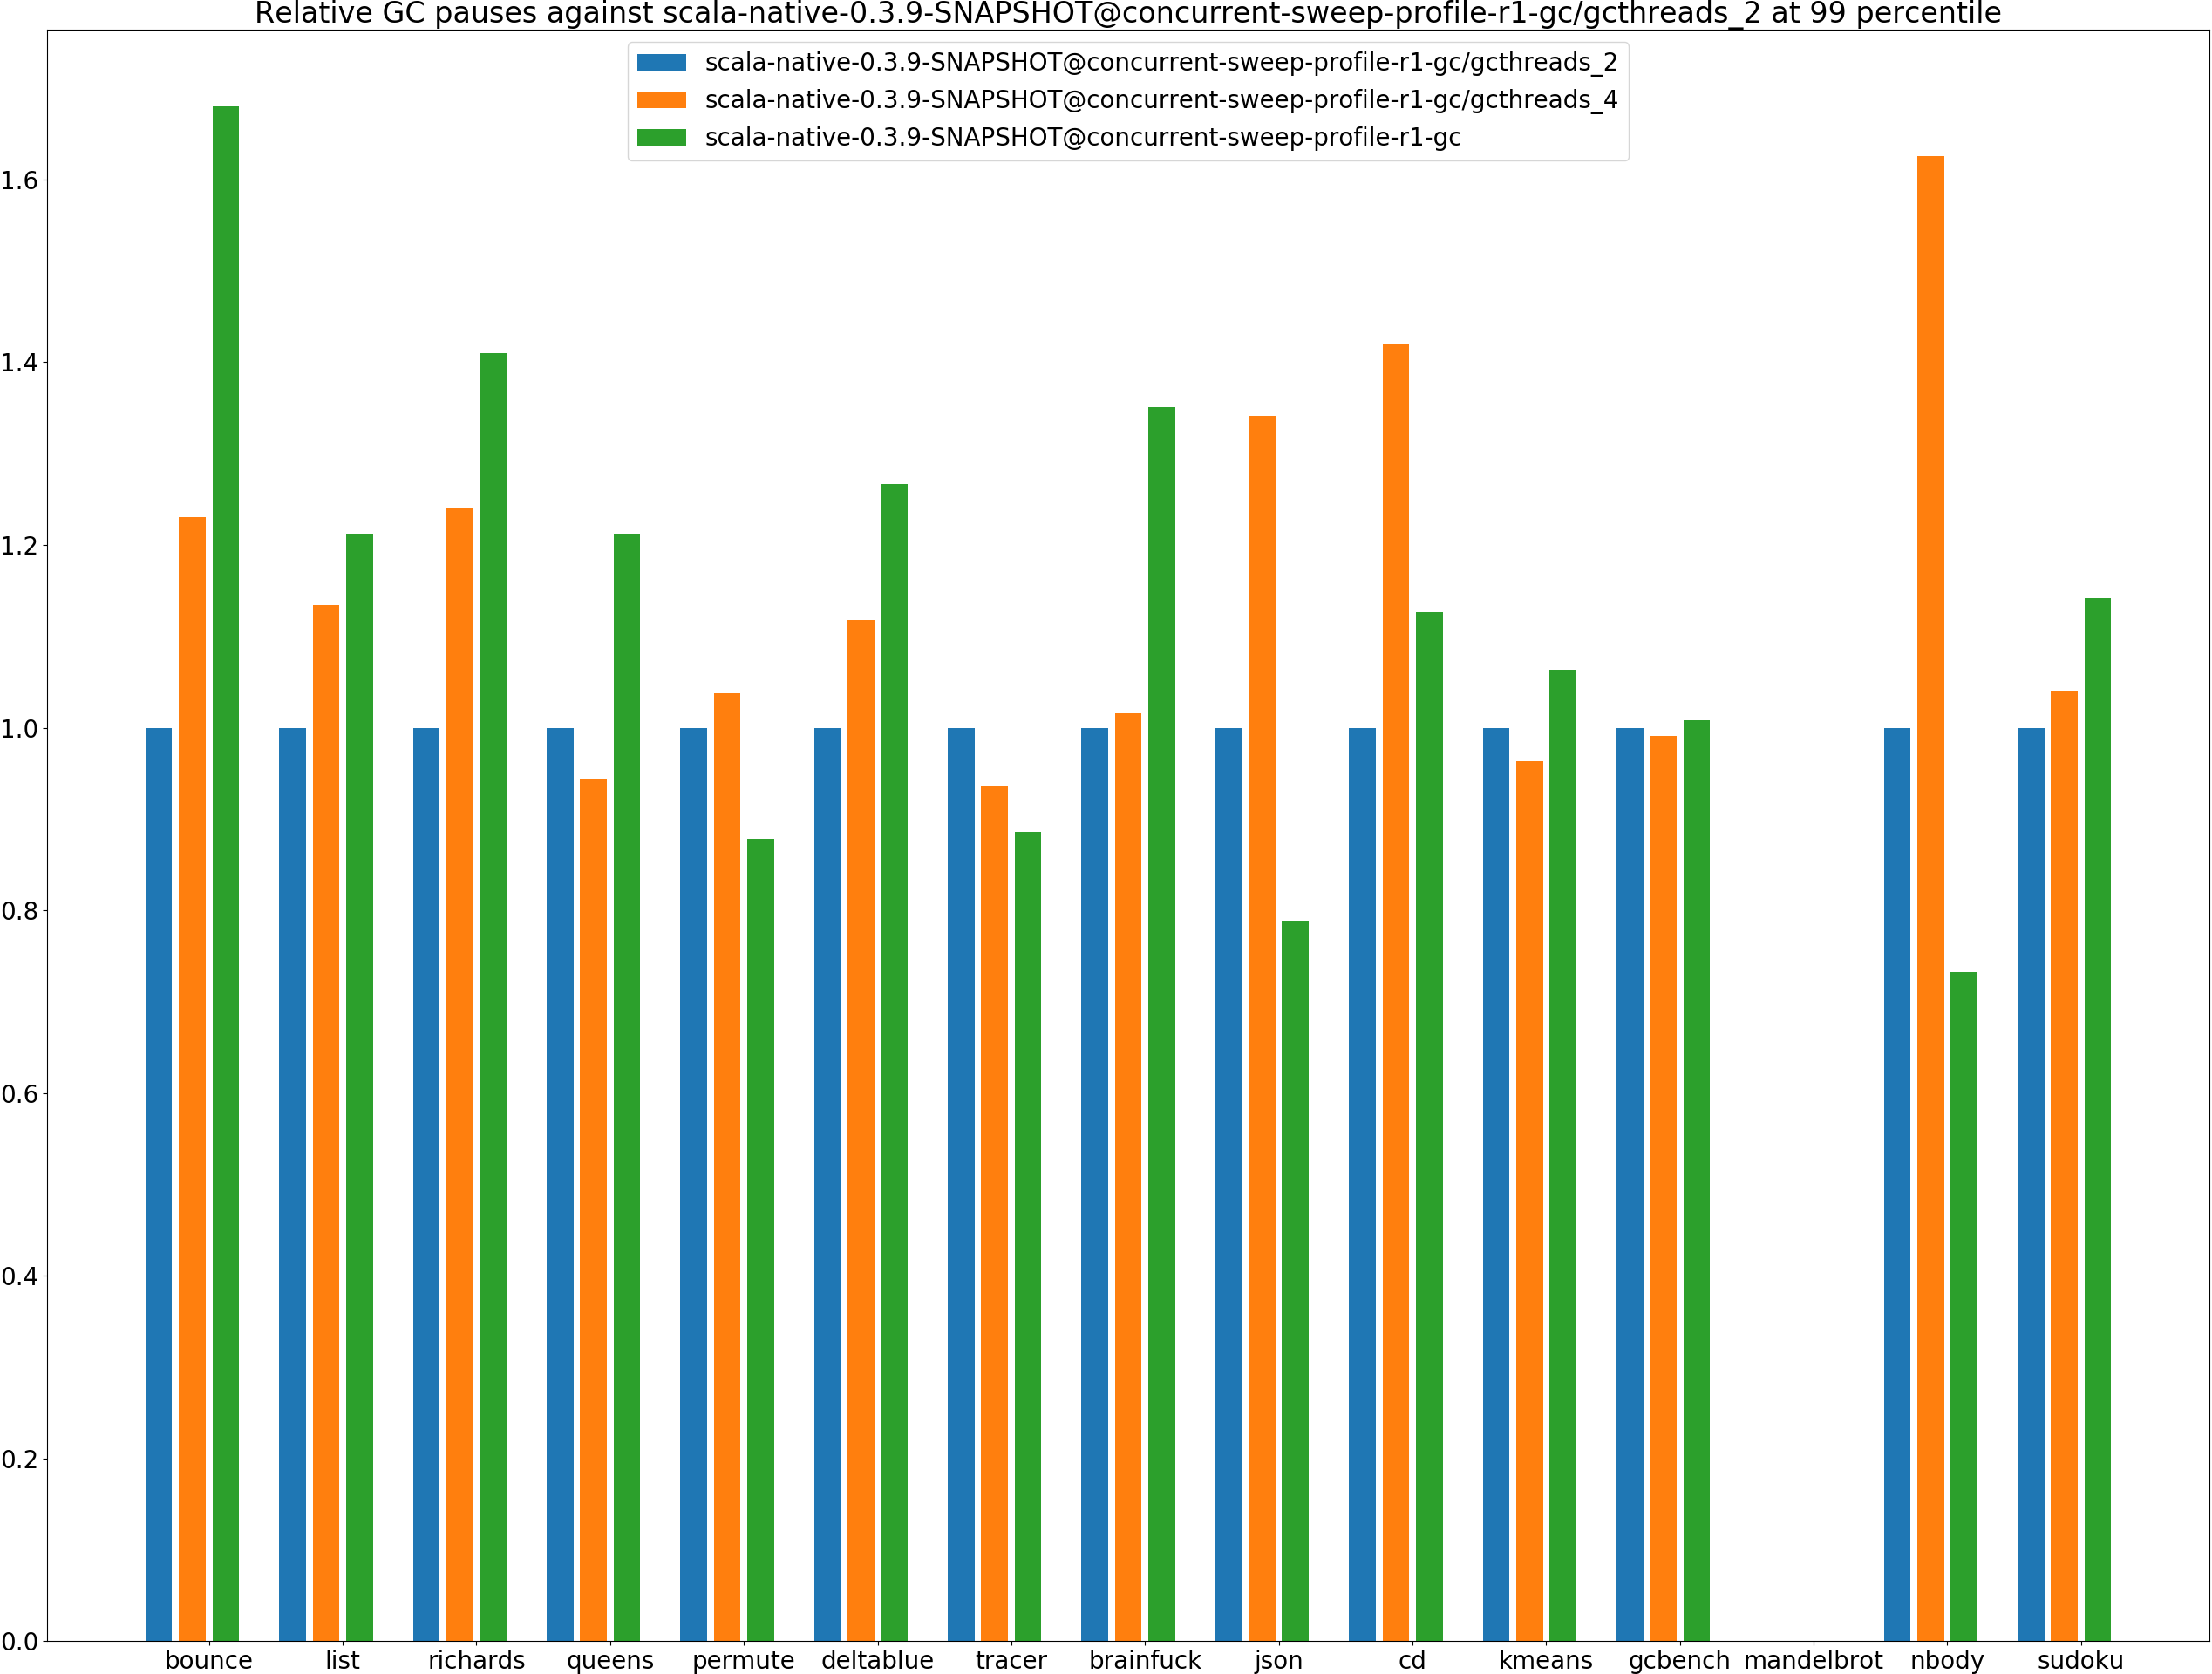 Relative GC pauses against scala-native-0.3.9-SNAPSHOT@concurrent-sweep-profile-r1-gc/gcthreads_2 at 99 percentile
scala-native-0.3.9-SNAPSHOT@concurrent-sweep-profile-r1-gc/gcthreads_2
scala-native-0.3.9-SNAPSHOT@concurrent-sweep-profile-r1-gc/gcthreads_4
scala-native-0.3.9-SNAPSHOT@concurrent-sweep-profile-r1-gc
1.6
1.4
1.2
1.0
0.8
0.6
0.4
0.2
0.0
bounce list richards queens permute deltablue tracer brainfuck json cd kmeans gcbench mandelbrot nbody sudoku